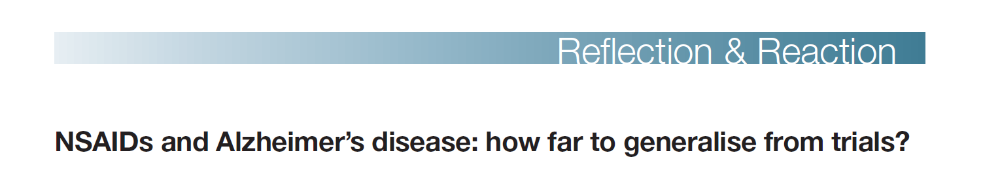 Reflection & Reaction
NSAIDs and Alzheimer’s disease: how far to generalise from trials?